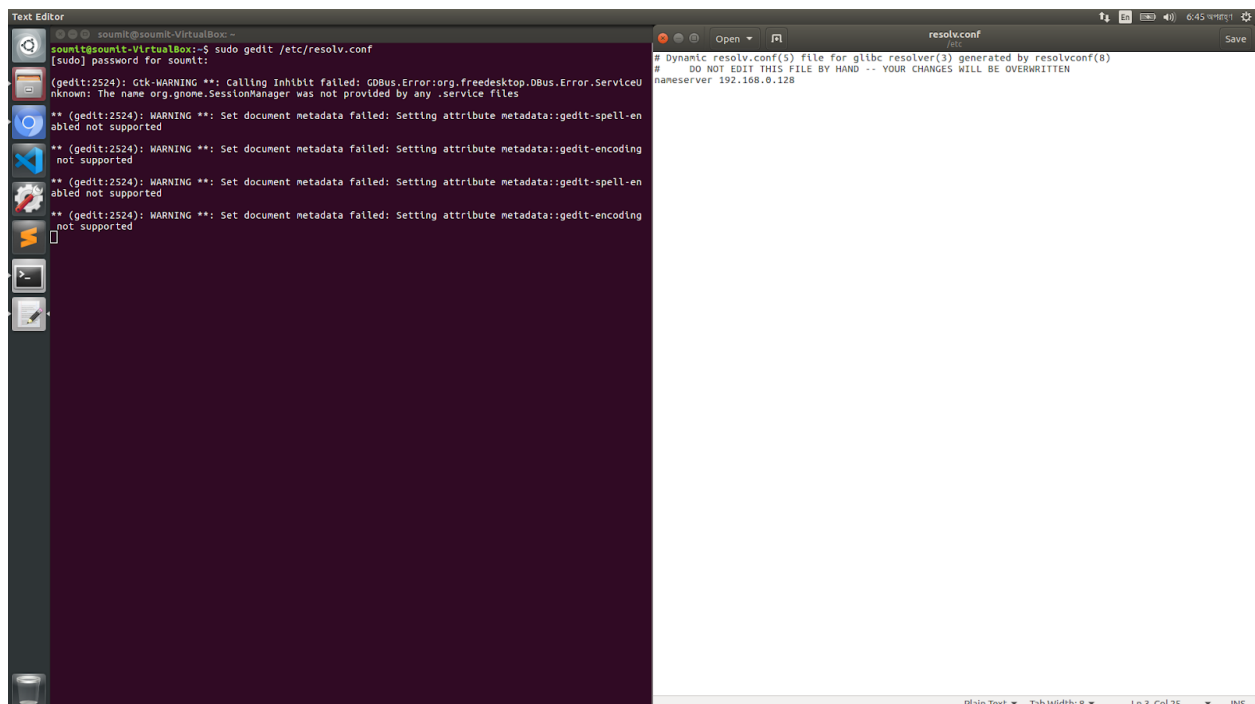 Text Editor
En
6:45 অপরাহ্ণ
soumit@soumit-VirtualBox: ~
soumit@soumit-VirtualBox:~$ sudo gedit /etc/resolv.conf
[sudo] password for soumit:
(gedit:2524): Gtk-WARNING **: Calling Inhibit failed: GDBus.Error:org.freedesktop.DBus.Error.ServiceU
nknown: The name org.gnome.SessionManager was not provided by any .service files
** (gedit:2524): WARNING **: Set document metadata failed: Setting attribute metadata::gedit-spell-en
abled not supported
** (gedit:2524): WARNING **: Set document metadata failed: Setting attribute metadata::gedit-encoding
not supported
** (gedit:2524): WARNING **: Set document metadata failed: Setting attribute metadata::gedit-spell-en
abled not supported
** (gedit:2524): WARNING **: Set document metadata failed: Setting attribute metadata::gedit-encoding
not supported
Open
resolv.conf
/etc
Save
# Dynamic resolv.conf(5) file for glibc resolver(3) generated by resolvconf(8)
#     DO NOT EDIT THIS FILE BY HAND -- YOUR CHANGES WILL BE OVERWRITTEN
nameserver 192.168.0.128
Plain Text
Tab Width: 8
Ln 3, Col 25
INS